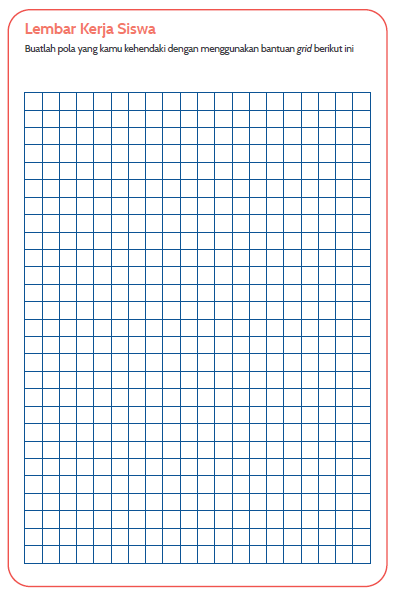 Lembar Kerja Siswa
Buatlah pola yang kamu kehendaki dengan menggunakan bantuan grid berikut ini